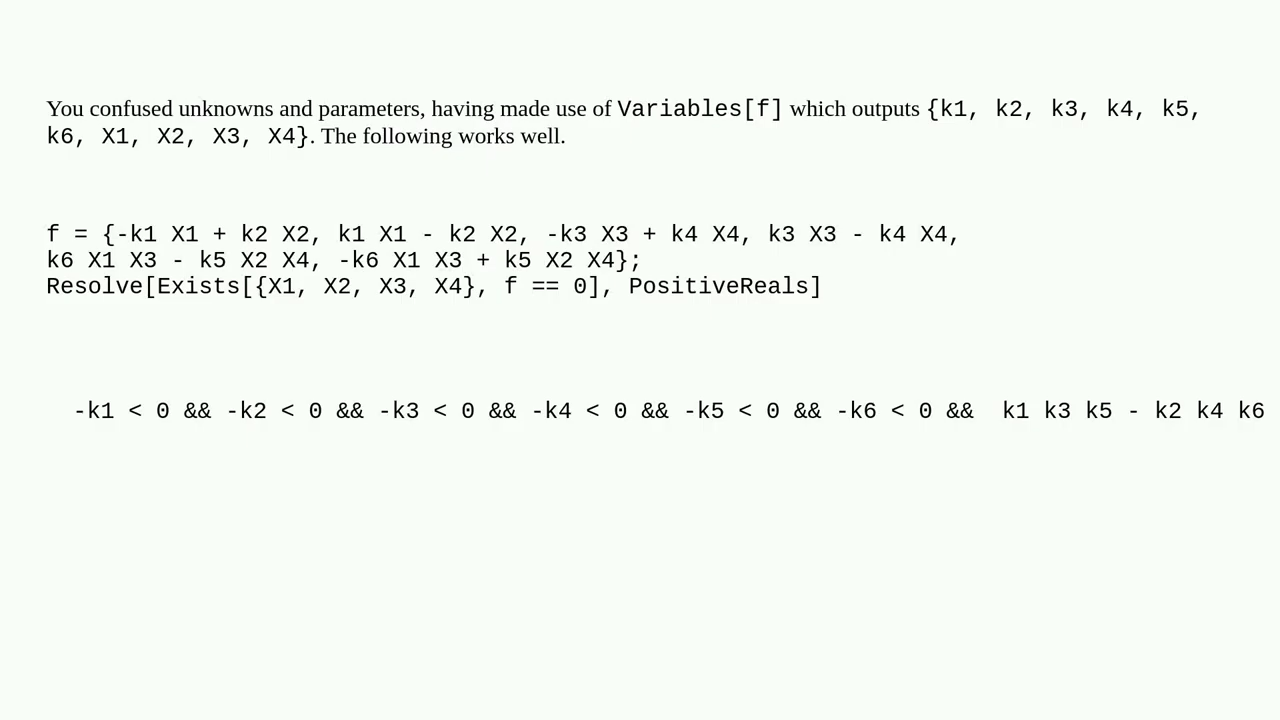 You confused unknowns and parameters, having made use of Variables[f] which outputs {k1, k2, k3, k4, k5,
k6, X1, X2, X3, X4}. The following works well.
f = {-k1 X1 + k2 X2, k1 X1 - k2 X2, -k3 X3 + k4 X4, k3 X3 - k4 X4,
k6 X1 X3 - k5 X2 X4, -k6 X1 X3 + k5 X2 X4};
Resolve[Exists[{X1, X2, X3, X4}, f == 0], PositiveReals]
-k1 < 0 && -k2 < 0 && -k3 < 0 && -k4 < 0 && -k5 < 0 && -k6 < 0 &&  k1 k3 k5 - k2 k4 k6